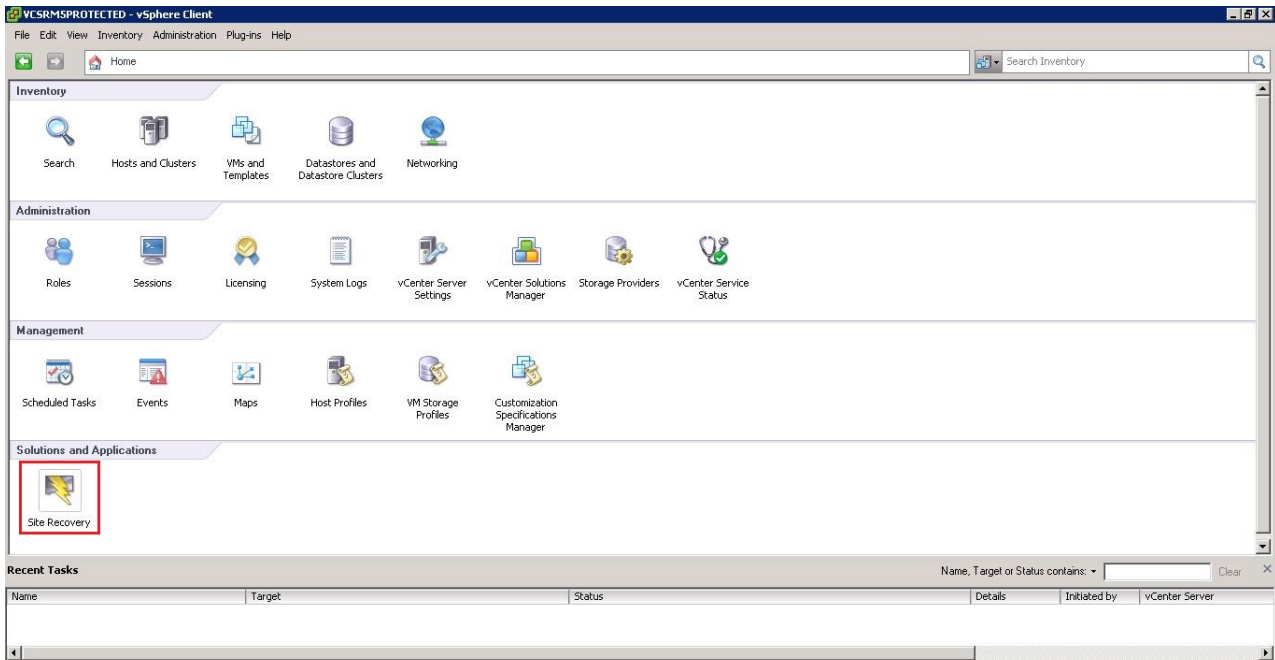 VCSRM5PROTECTED - vSphere Client
File Edit View Inventory Administration Plug-ins Help
Home
Search Inventory
Inventory
Search
Hosts and Clusters
VMs and
Templates
Datastores and
Datastore Clusters
Networking
Administration
Roles
Sessions
Licensing
System Logs
vCenter Server
Settings
vCenter Solutions
Manager
Storage Providers
vCenter Service
Status
Management
Scheduled Tasks
Events
Maps
Host Profiles
VM Storage
Profiles
Customization
Specifications
Manager
Solutions and Applications
Site Recovery
Recent Tasks
Name, Target or Status contains:
Clear
Name Target Status Details Initiated by vCenter Server